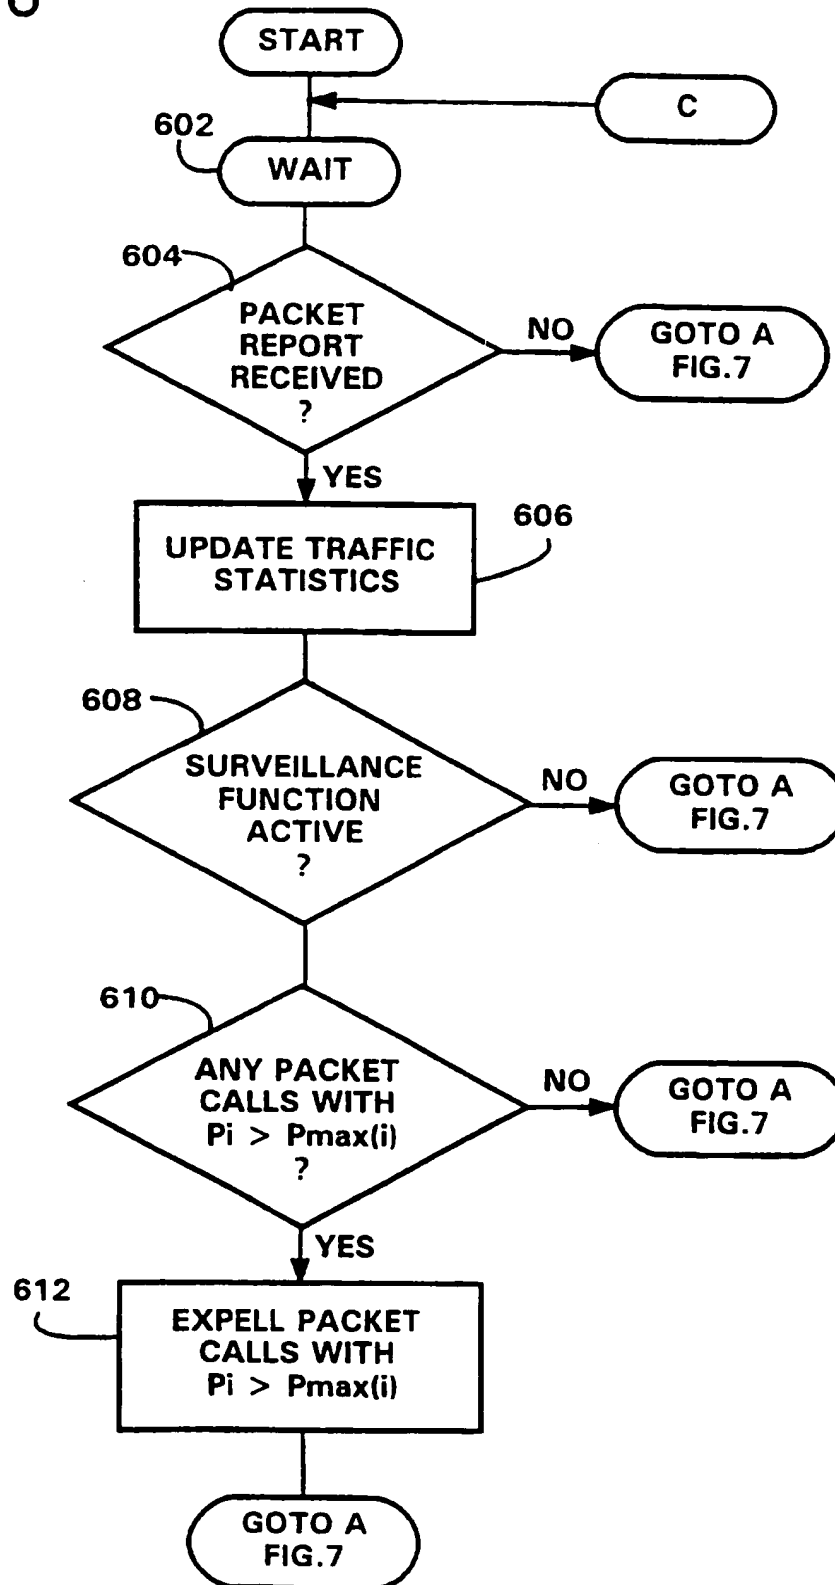 START
C
602
WAIT
604
PACKET
REPORT
RECEIVED
?
NO
GOTO A
FIG.7
YES
606
UPDATE TRAFFIC
STATISTICS
608
SURVEILLANCE
FUNCTION
ACTIVE
?
NO
GOTO A
FIG.7
610
ANY PACKET
CALLS WITH
Pi > Pmax(i)
?
NO
GOTO A
FIG.7
YES
612
EXPELL PACKET
CALLS WITH
Pi > Pmax(i)
GOTO A
FIG.7